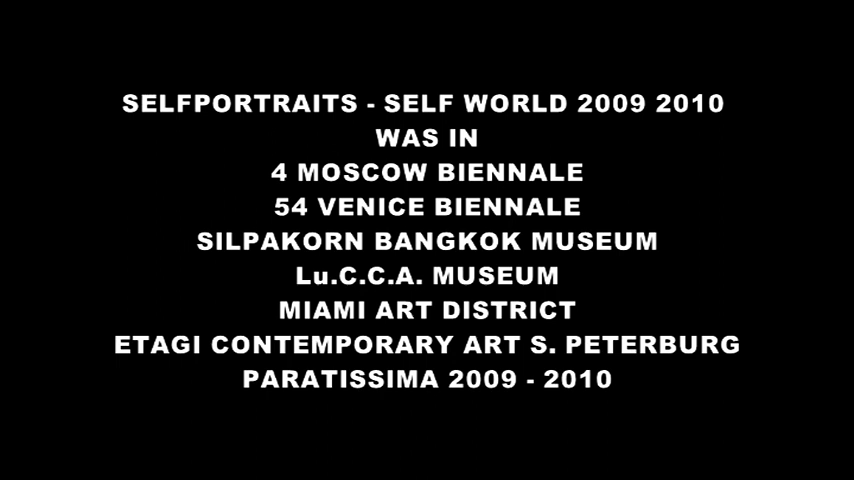 SELFPORTRAITS - SELF WORLD 2009 2010
WAS IN
4 MOSCOW BIENNALE
54 VENICE BIENNALE
SILPAKORN BANGKOK MUSEUM
Lu.C.C.A. MUSEUM
MIAMI ART DISTRICT
ETAGI CONTEMPORARY ART S. PETERBURG
PARATISSIMA 2009 - 2010